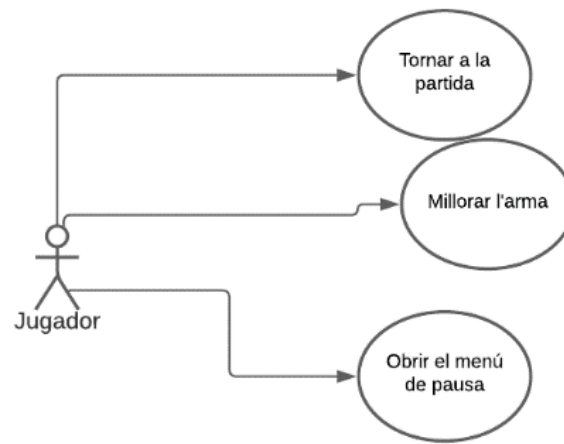 Tornar a la
partida
Millorar l'arma
Jugador
Obrir el menú
de pausa